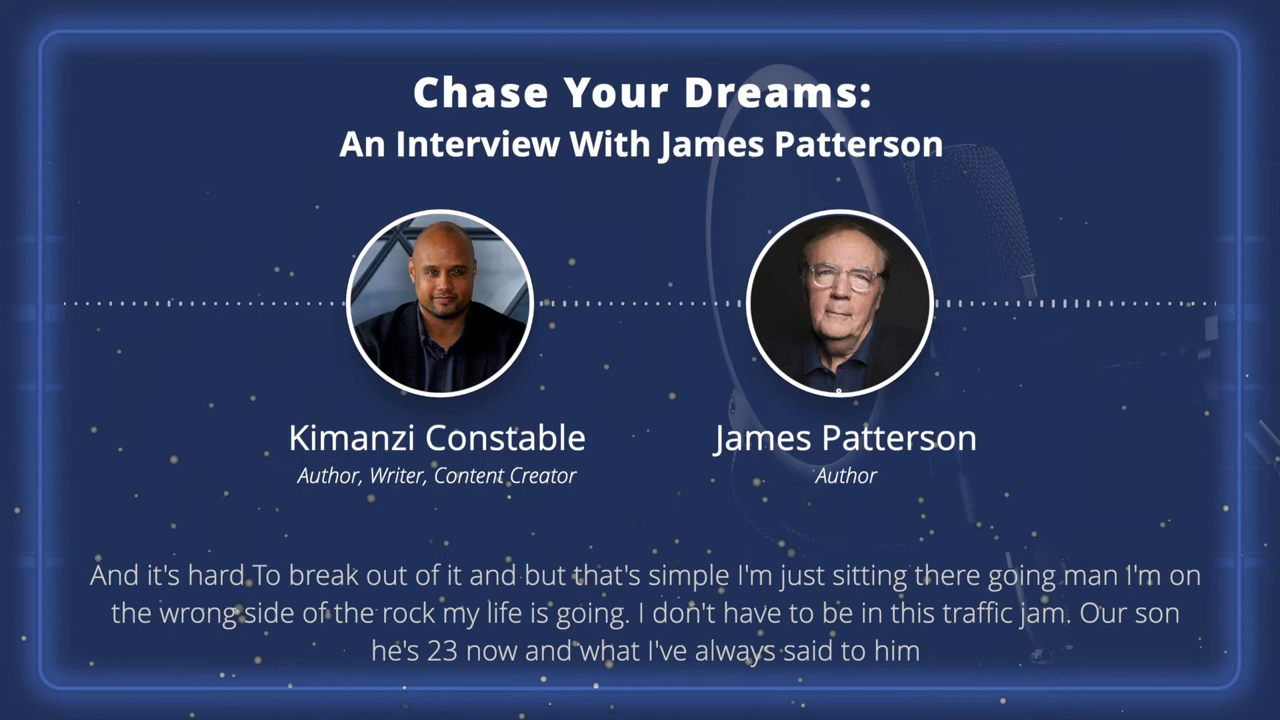 Chase Your Dreams:
An Interview With James Patterson
Kimanzi Constable
Author, Writer, Content Creator
James Patterson
Author
And it's hard To break out of it and but that's simple I'm just sitting there going man I'm on
the wrong side of the rock my life is going. I don't have to be in this traffic jam. Our son
he's 23 now and what I've always said to him